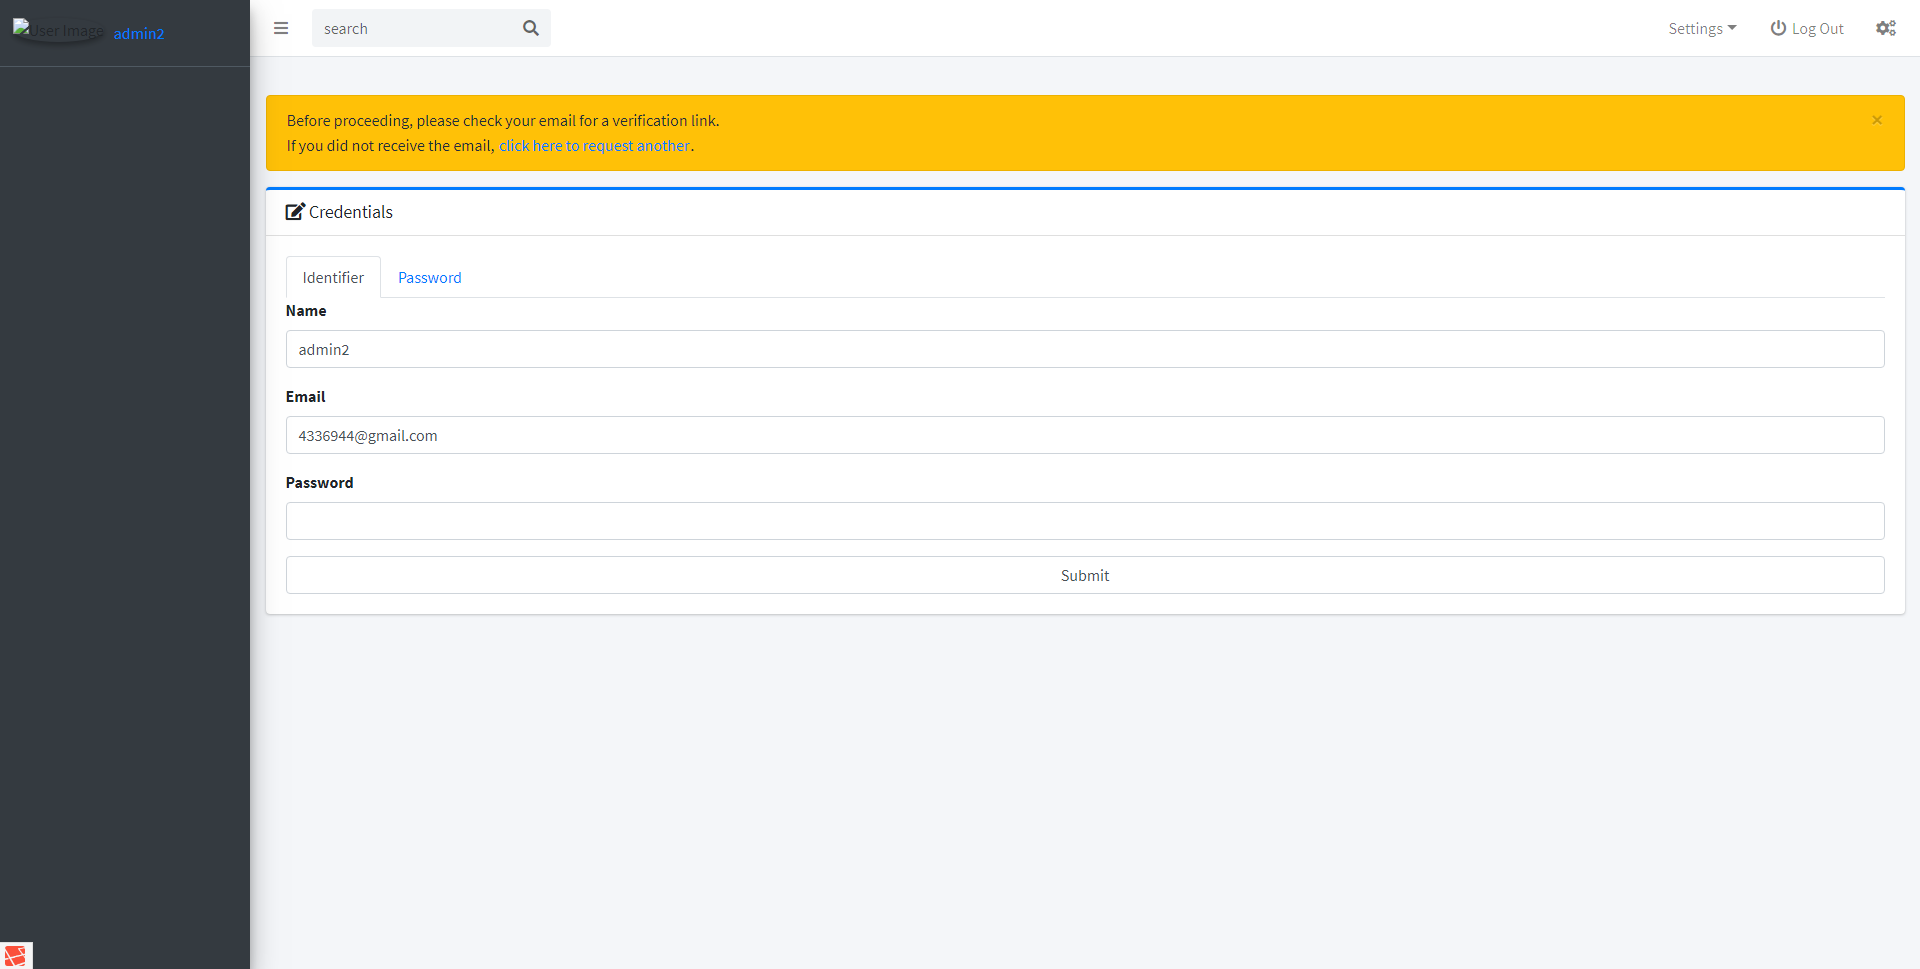 User Image
admin2
search
Settings
Log Out
Before proceeding, please check your email for a verification link.
×
If you did not receive the email, click here to request another.
Credentials
Identifier
Password
Name
admin2
Email
4336944@gmail.com
Password
Submit